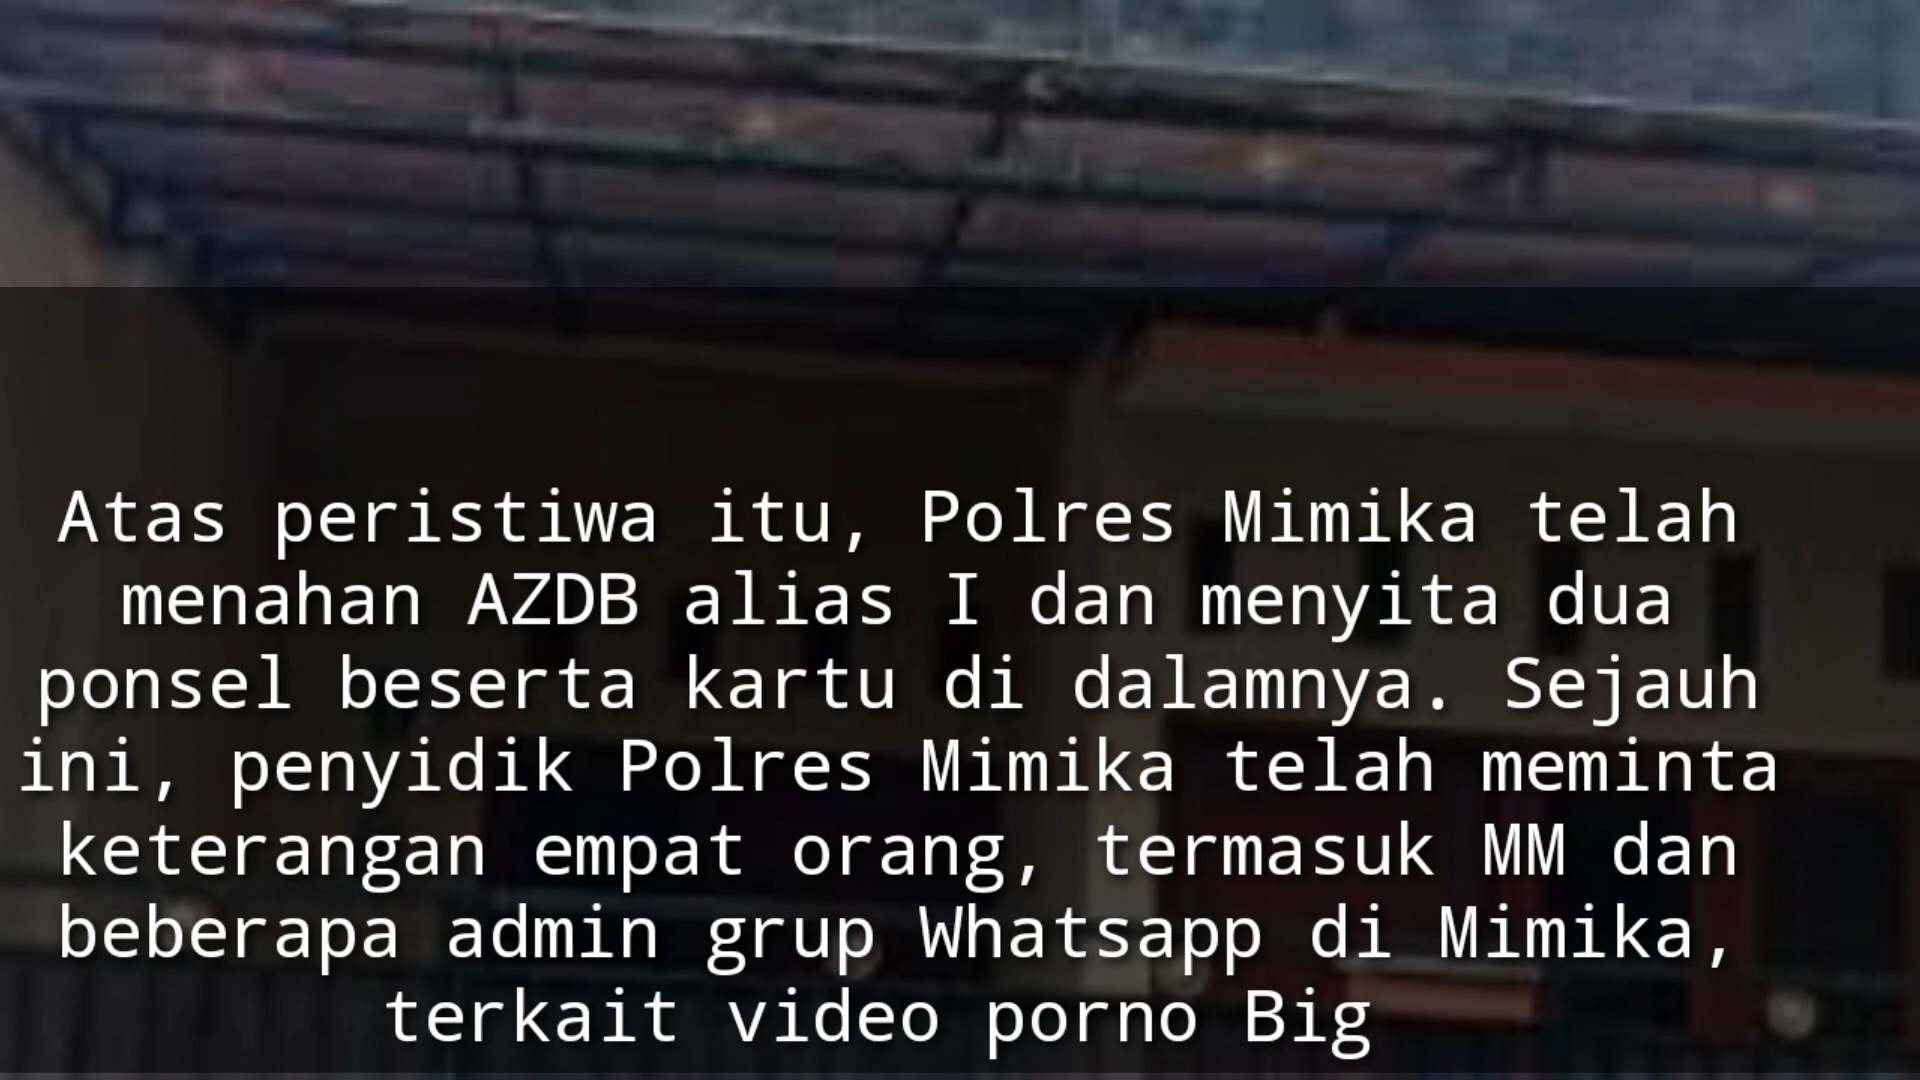 Atas peristiwa itu, Polres Mimika telah
menahan AZDB alias I dan menyita dua
ponsel beserta kartu di dalamnya. Sejauh
ini, penyidik Polres Mimika telah meminta
keterangan empat orang, termasuk MM dan
beberapa admin grup Whatsapp di Mimika,
terkait video porno Big